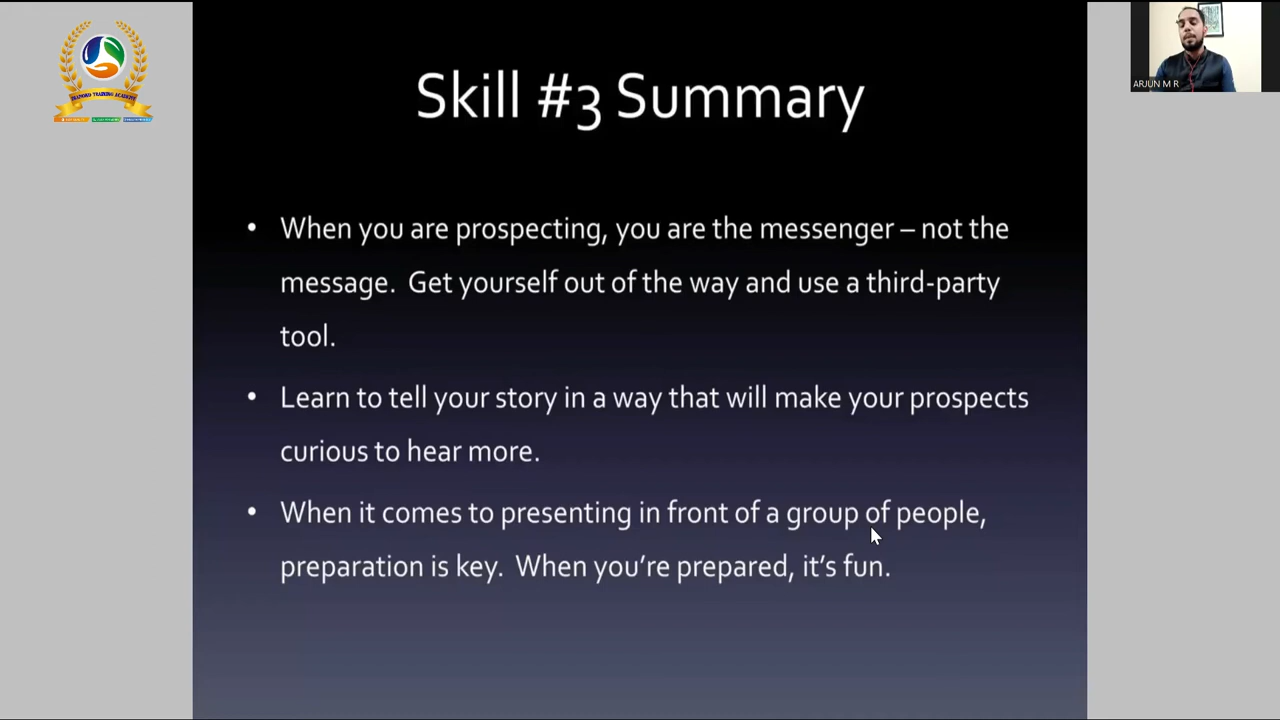 Skill #3 Summary
• When you are prospecting, you are the messenger – not the
message. Get yourself out of the way and use a third-party
tool.
• Learn to tell your story in a way that will make your prospects
curious to hear more.
• When it comes to presenting in front of a group of people,
preparation is key. When you’re prepared, it’s fun.
ARJUN M R